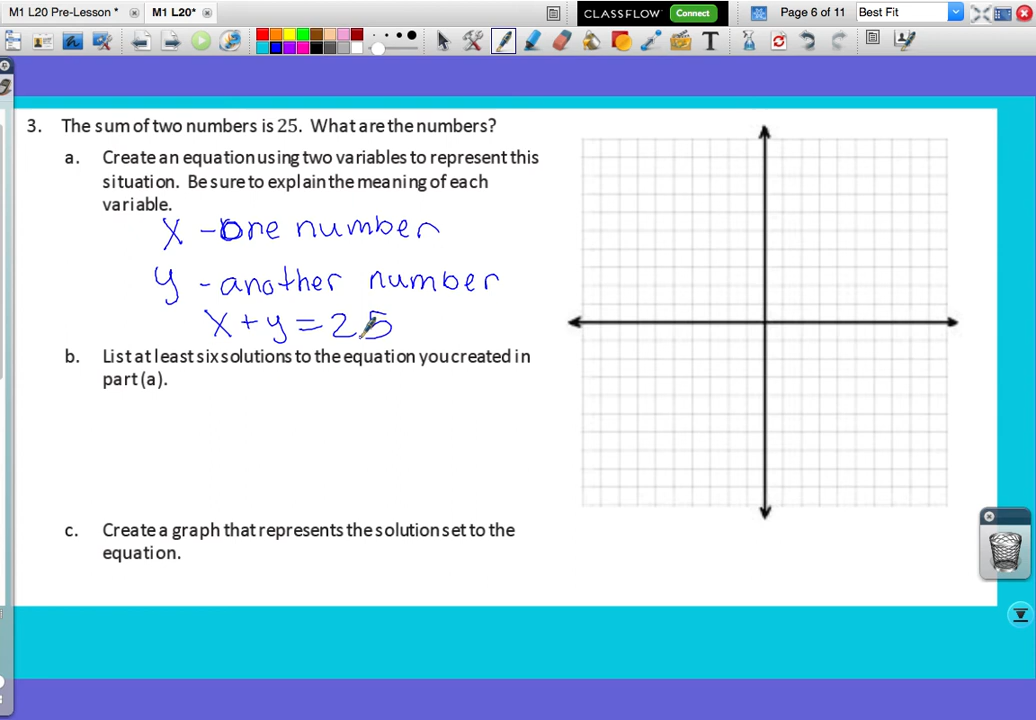 M1 L20 Pre-Lesson *
M1 L20*
CLASSFLOW Connect
Page 6 of 11
Best Fit
T
3. The sum of two numbers is 25. What are the numbers?
a. Create an equation using two variables to represent this
situation. Be sure to explain the meaning of each
variable.
x - one number
y - another number
x + y = 25
b. List at least six solutions to the equation you created in
part (a).
c. Create a graph that represents the solution set to the
equation.